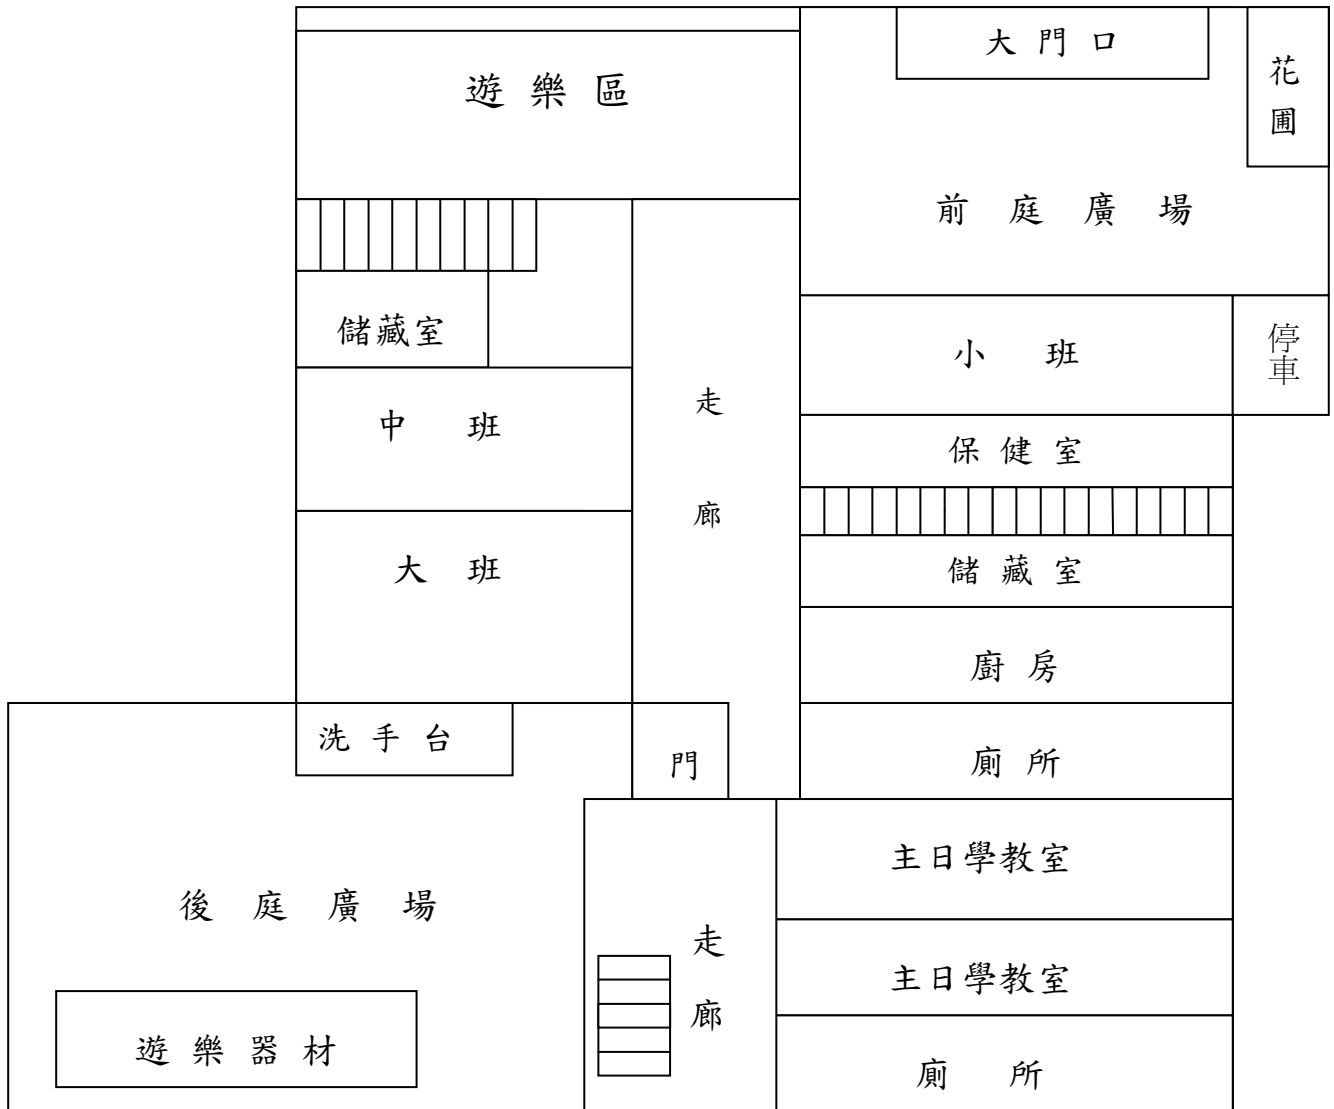 大門口
花圃
遊樂區
前庭廣場
儲藏室
小班
停車
中班
走廊
保健室
大班
儲藏室
廚房
洗手台
門
廁所
主日學教室
後庭廣場
走廊
主日學教室
遊樂器材
廁所